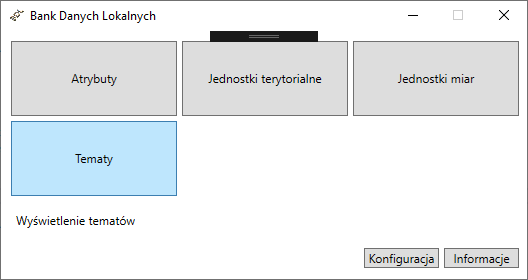 Bank Danych Lokalnych
Atrybuty
Jednostki terytorialne
Jednostki miar
Tematy
Wyświetlenie tematów
Konfiguracja
Informacje